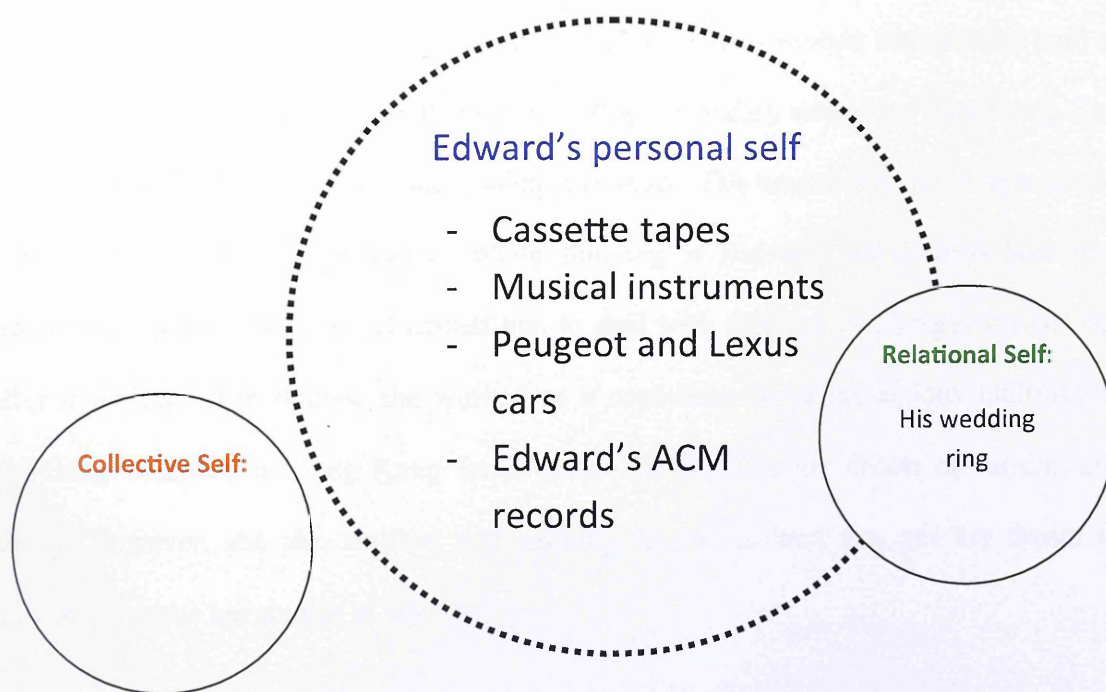 Edward's personal self
- Cassette tapes
- Musical instruments
- Peugeot and Lexus
cars
Edward's ACM
records
Relational Self:
His wedding
ring
Collective Self: